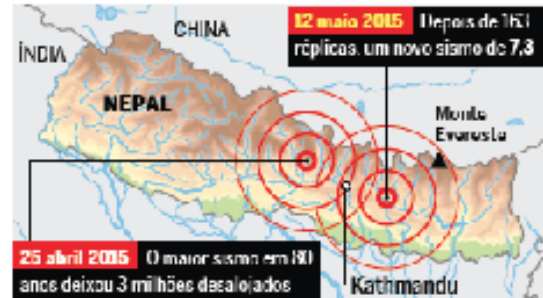 CHINA
ÍNDIA
NEPAL
12 maio 2015 Depois de 163
réplicas, um novo sismo de 7,3
Monte
Evereste
25 abril 2015 O maior sismo em 80
anos deixou 3 milhões desalojados
Kathmandu